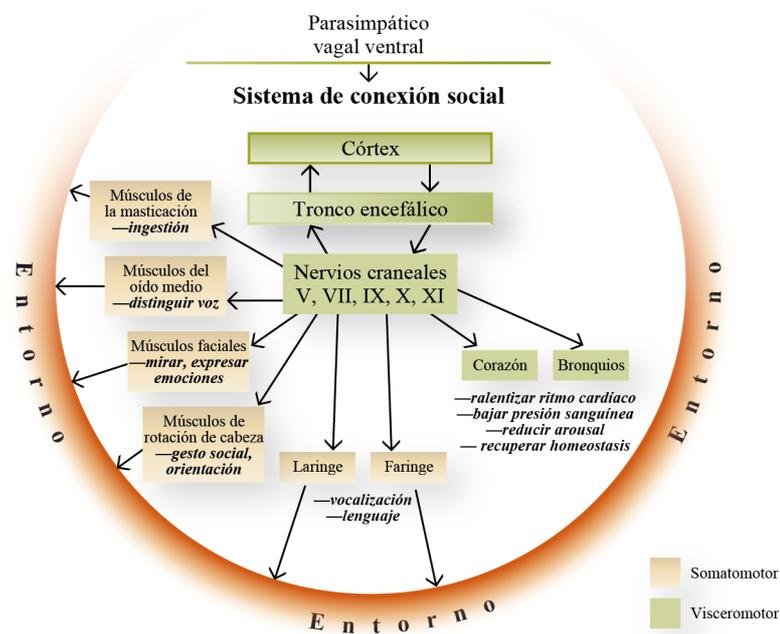 Parasimpático
vagal ventral
Sistema de conexión social
Córtex
Tronco encefálico
Nervios craneales
V, VII, IX, X, XI
Músculos de
la masticación
—ingestión
Músculos del
oído medio
—distinguir voz
Músculos faciales
—mirar, expresar
emociones
Músculos de
rotación de cabeza
—gesto social,
orientación
Laringe
Faringe
—vocalización
—lenguaje
Corazón
Bronquios
—ralentizar ritmo cardíaco
—bajar presión sanguínea
—reducir arousal
— recuperar homeostasis
Entorno
Entorno
Entorno
Somatomotor
Visceromotor